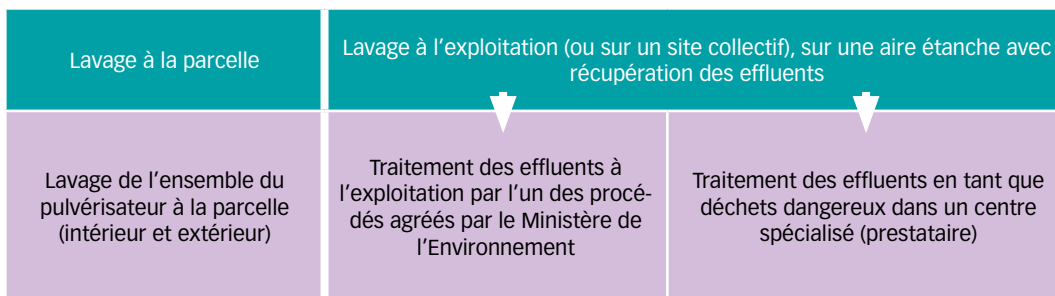 Lavage à la parcelle
Lavage à l'exploitation (ou sur un site collectif), sur une aire étanche avec
récupération des effluents
Lavage de l'ensemble du
pulvérisateur à la parcelle
(intérieur et extérieur)
Traitement des effluents à
l'exploitation par l'un des procé-
dés agréés par le Ministère de
l'Environnement
Traitement des effluents en tant que
déchets dangereux dans un centre
spécialisé (prestataire)